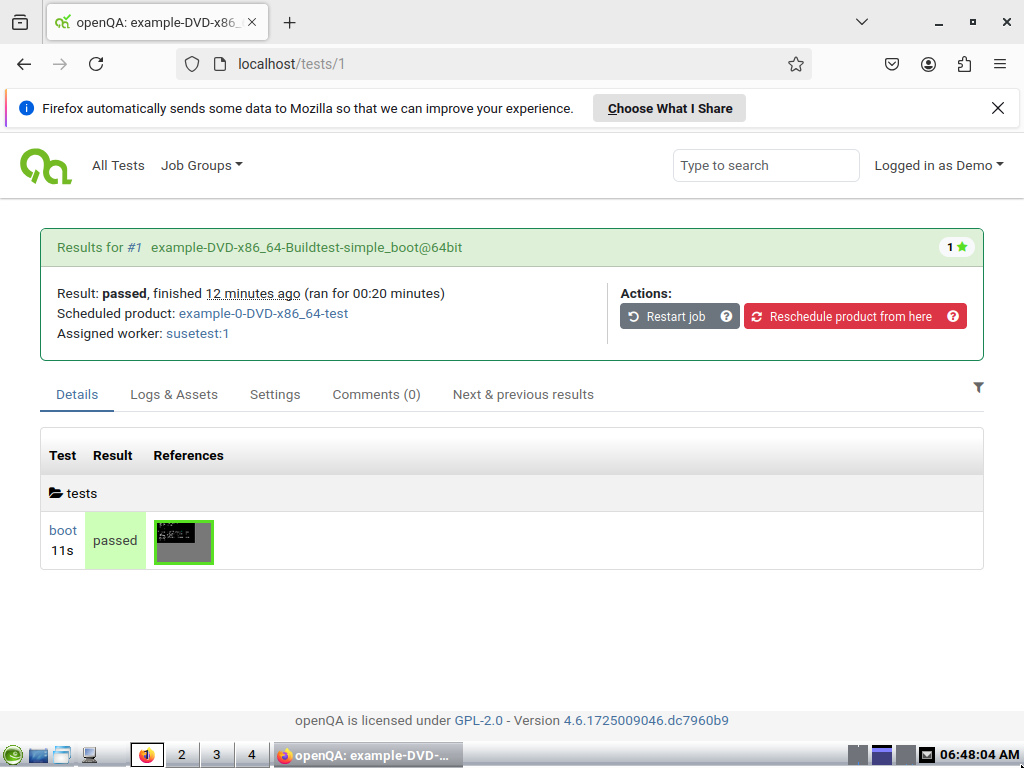 openQA: example-DVD-x86_
localhost/tests/1
Firefox automatically sends some data to Mozilla so that we can improve your experience.
Choose What I Share
All Tests
Job Groups
Type to search
Logged in as Demo
Results for #1 example-DVD-x86_64-Buildtest-simple_boot@64bit
1
Result: passed, finished 12 minutes ago (ran for 00:20 minutes)
Scheduled product: example-0-DVD-x86_64-test
Assigned worker: susetest:1
Actions:
Restart job
Reschedule product from here
Details
Logs & Assets
Settings
Comments (0)
Next & previous results
Test Result References
tests
boot
11s
passed
openQA is licensed under GPL-2.0 - Version 4.6.1725009046.dc7960b9
1
2
3
4
openQA: example-DVD-...
06:48:04 AM